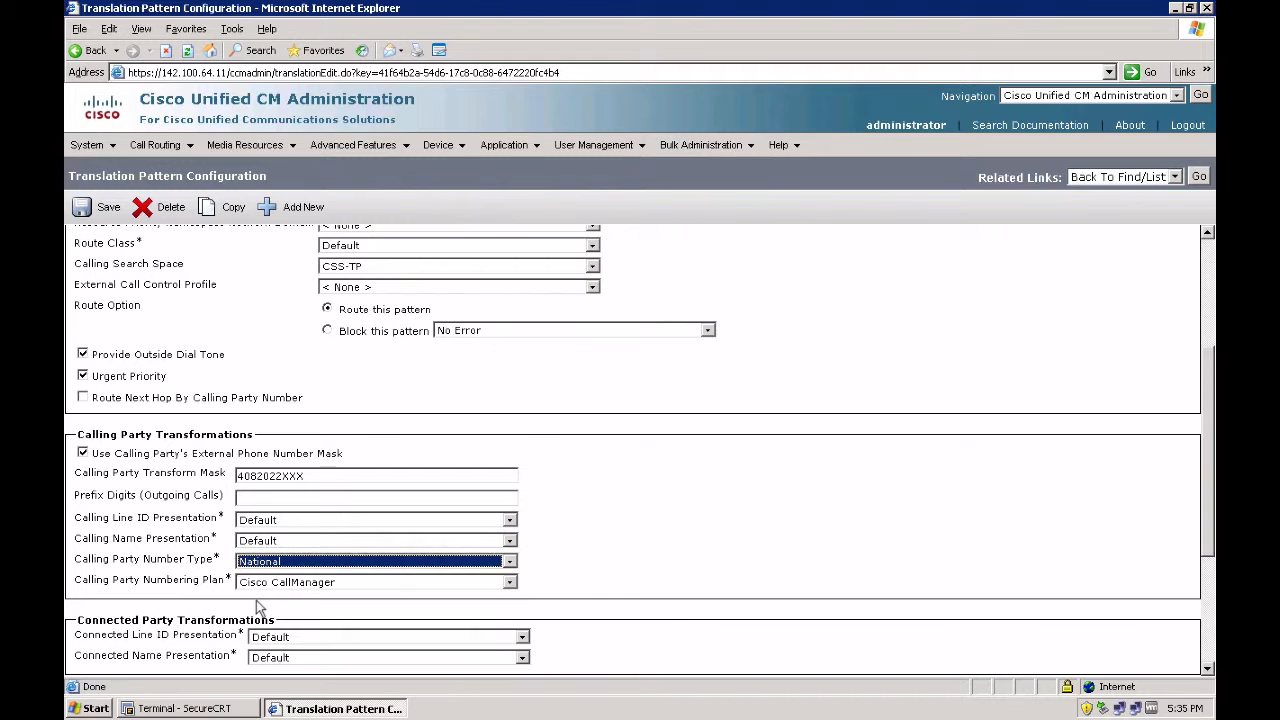 Translation Pattern Configuration - Microsoft Internet Explorer
File Edit View Favorites Tools Help
Back Search Favorites
Address https://142.100.64.11/ccmadmin/translationEdit.do?key=41f64b2a-54d6-17c8-0c88-6472220fc4b4 Go Links »
CISCO
Cisco Unified CM Administration
For Cisco Unified Communications Solutions
Navigation Cisco Unified CM Administration Go
administrator | Search Documentation | About | Logout
System Call Routing Media Resources Advanced Features Device Application User Management Bulk Administration Help
Translation Pattern Configuration
Related Links: Back To Find/List Go
Save Delete Copy Add New
< None >
Route Class* Default
Calling Search Space CSS-TP
External Call Control Profile < None >
Route Option Route this pattern
Block this pattern No Error
Provide Outside Dial Tone
Urgent Priority
Route Next Hop By Calling Party Number
Calling Party Transformations
Use Calling Party's External Phone Number Mask
Calling Party Transform Mask 4082022XXX
Prefix Digits (Outgoing Calls)
Calling Line ID Presentation* Default
Calling Name Presentation* Default
Calling Party Number Type* National
Calling Party Numbering Plan* Cisco CallManager
Connected Party Transformations
Connected Line ID Presentation* Default
Connected Name Presentation* Default
Done Internet
Start Terminal - SecureCRT Translation Pattern C... 5:35 PM